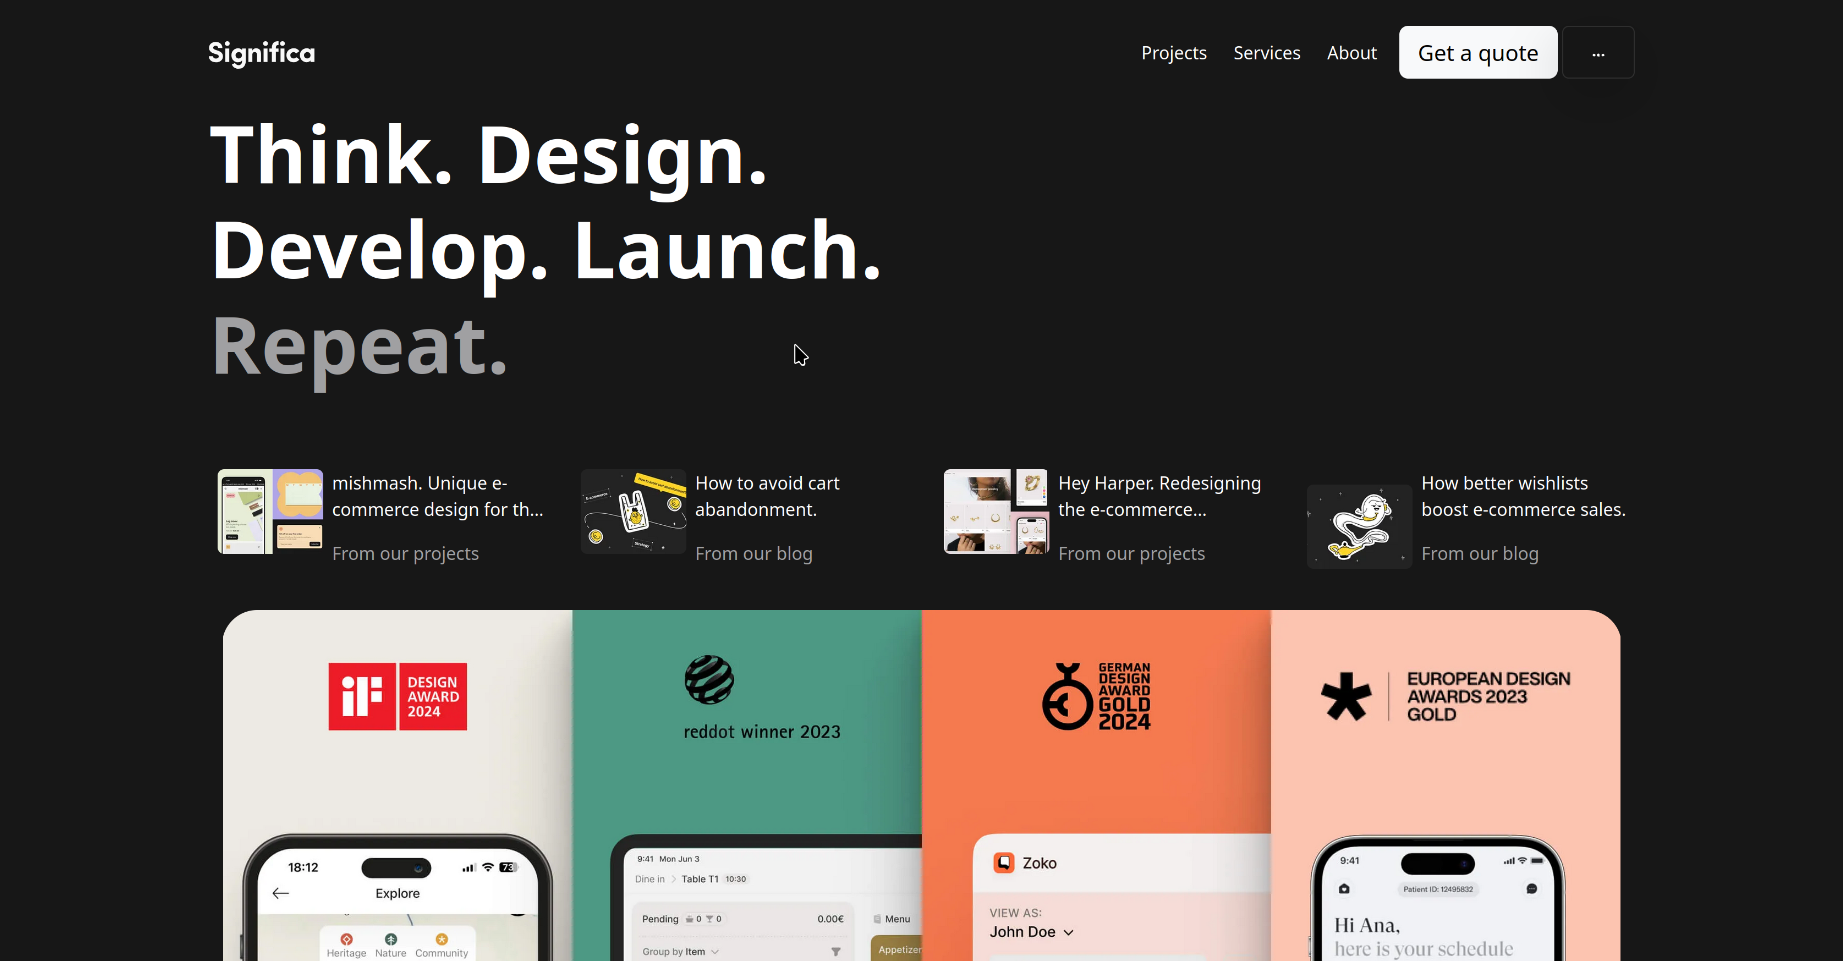 Significa
Projects
Services
About
Get a quote
...
Think. Design.
Develop. Launch.
Repeat.
mishmash. Unique e-
commerce design for th...
From our projects
How to avoid cart
abandonment.
From our blog
Hey Harper. Redesigning
the e-commerce...
From our projects
How better wishlists
boost e-commerce sales.
From our blog
iF
DESIGN
AWARD
2024
reddot winner 2023
GERMAN
DESIGN
AWARD
GOLD
2024
EUROPEAN DESIGN
AWARDS 2023
GOLD
18:12
73
Explore
Heritage
Nature
Community
9:41 Mon Jun 3
Dine in > Table T1 10:30
Pending 0 0
0.00€
Menu
Group by Item
Appetizer
Zoko
VIEW AS:
John Doe
9:41
Patient ID: 12495832
Hi Ana,
here is your schedule